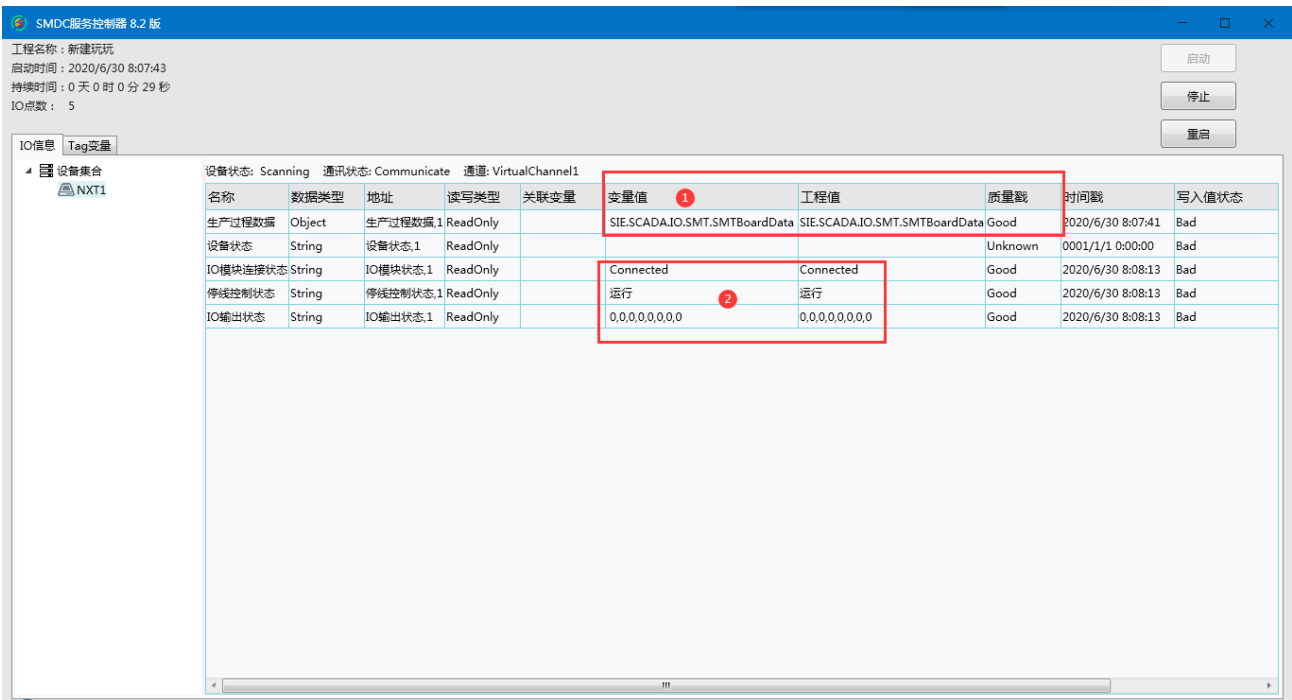 SMDC服务控制器 8.2 版
工程名称：新建玩玩
启动时间：2020/6/30 8:07:43
持续时间：0 天 0 时 0 分 29 秒
IO点数： 5
启动
停止
重启
IO信息 Tag变量
设备集合
NXT1
设备状态: Scanning 通讯状态: Communicate 通道: VirtualChannel1
名称 数据类型 地址 读写类型 关联变量 变量值 1 工程值 质量戳 时间戳 写入值状态
生产过程数据 Object 生产过程数据,1 ReadOnly SIE.SCADA.IO.SMT.SMTBoardData SIE.SCADA.IO.SMT.SMTBoardData Good 2020/6/30 8:07:41 Bad
设备状态 String 设备状态,1 ReadOnly Unknown 0001/1/1 0:00:00 Bad
IO模块连接状态 String IO模块状态,1 ReadOnly Connected Connected Good 2020/6/30 8:08:13 Bad
停线控制状态 String 停线控制状态,1 ReadOnly 运行 2 运行 Good 2020/6/30 8:08:13 Bad
IO输出状态 String IO输出状态,1 ReadOnly 0,0,0,0,0,0,0,0 0,0,0,0,0,0,0,0 Good 2020/6/30 8:08:13 Bad